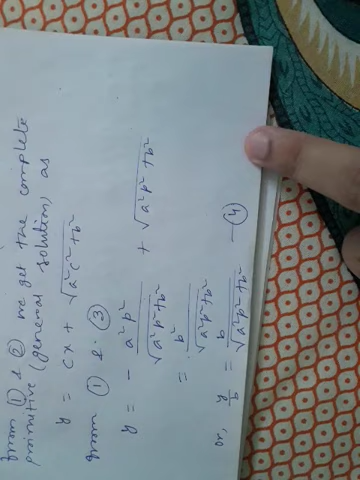 from ① & ② we get the complete
primitive (general solution) as
y = cx + √(a²c² + b²)
from ① & ③
y = - a²p² / √(a²p² + b²) + √(a²p² + b²)
= b² / √(a²p² + b²)
or, y/b = b / √(a²p² + b²) — ④